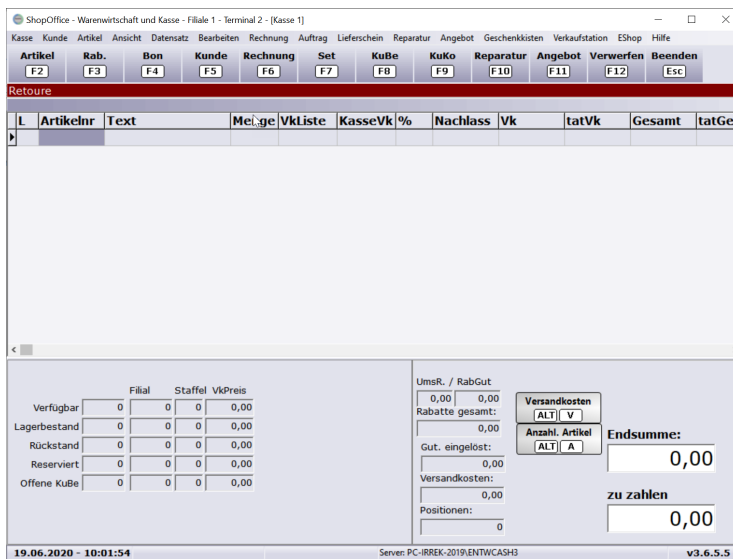 ShopOffice - Warenwirtschaft und Kasse - Filiale 1 - Terminal 2 - [Kasse 1]
Kasse Kunde Artikel Ansicht Datensatz Bearbeiten Rechnung Auftrag Lieferschein Reparatur Angebot Geschenkkisten Verkaufstation EShop Hilfe
Artikel Rab. Bon Kunde Rechnung Set KuBe KuKo Reparatur Angebot Verwerfen Beenden
F2 F3 F4 F5 F6 F7 F8 F9 F10 F11 F12 Esc
Retoure
L Artikelnr Text Menge VkListe KasseVk % Nachlass Vk tatVk Gesamt tatGe
Filial Staffel VkPreis
Verfügbar 0 0 0 0,00
Lagerbestand 0 0 0 0,00
Rückstand 0 0 0 0,00
Reserviert 0 0 0 0,00
Offene KuBe 0 0 0 0,00
UmsR. / RabGut
0,00 0,00
Rabatte gesamt:
0,00
Gut. eingelöst:
0,00
Versandkosten:
0,00
Positionen:
0
Versandkosten
ALT V
Anzahl. Artikel
ALT A
Endsumme:
0,00
zu zahlen
0,00
19.06.2020 - 10:01:54 Server: PC-IRREK-2019\ENTWCASH3 v3.6.5.5